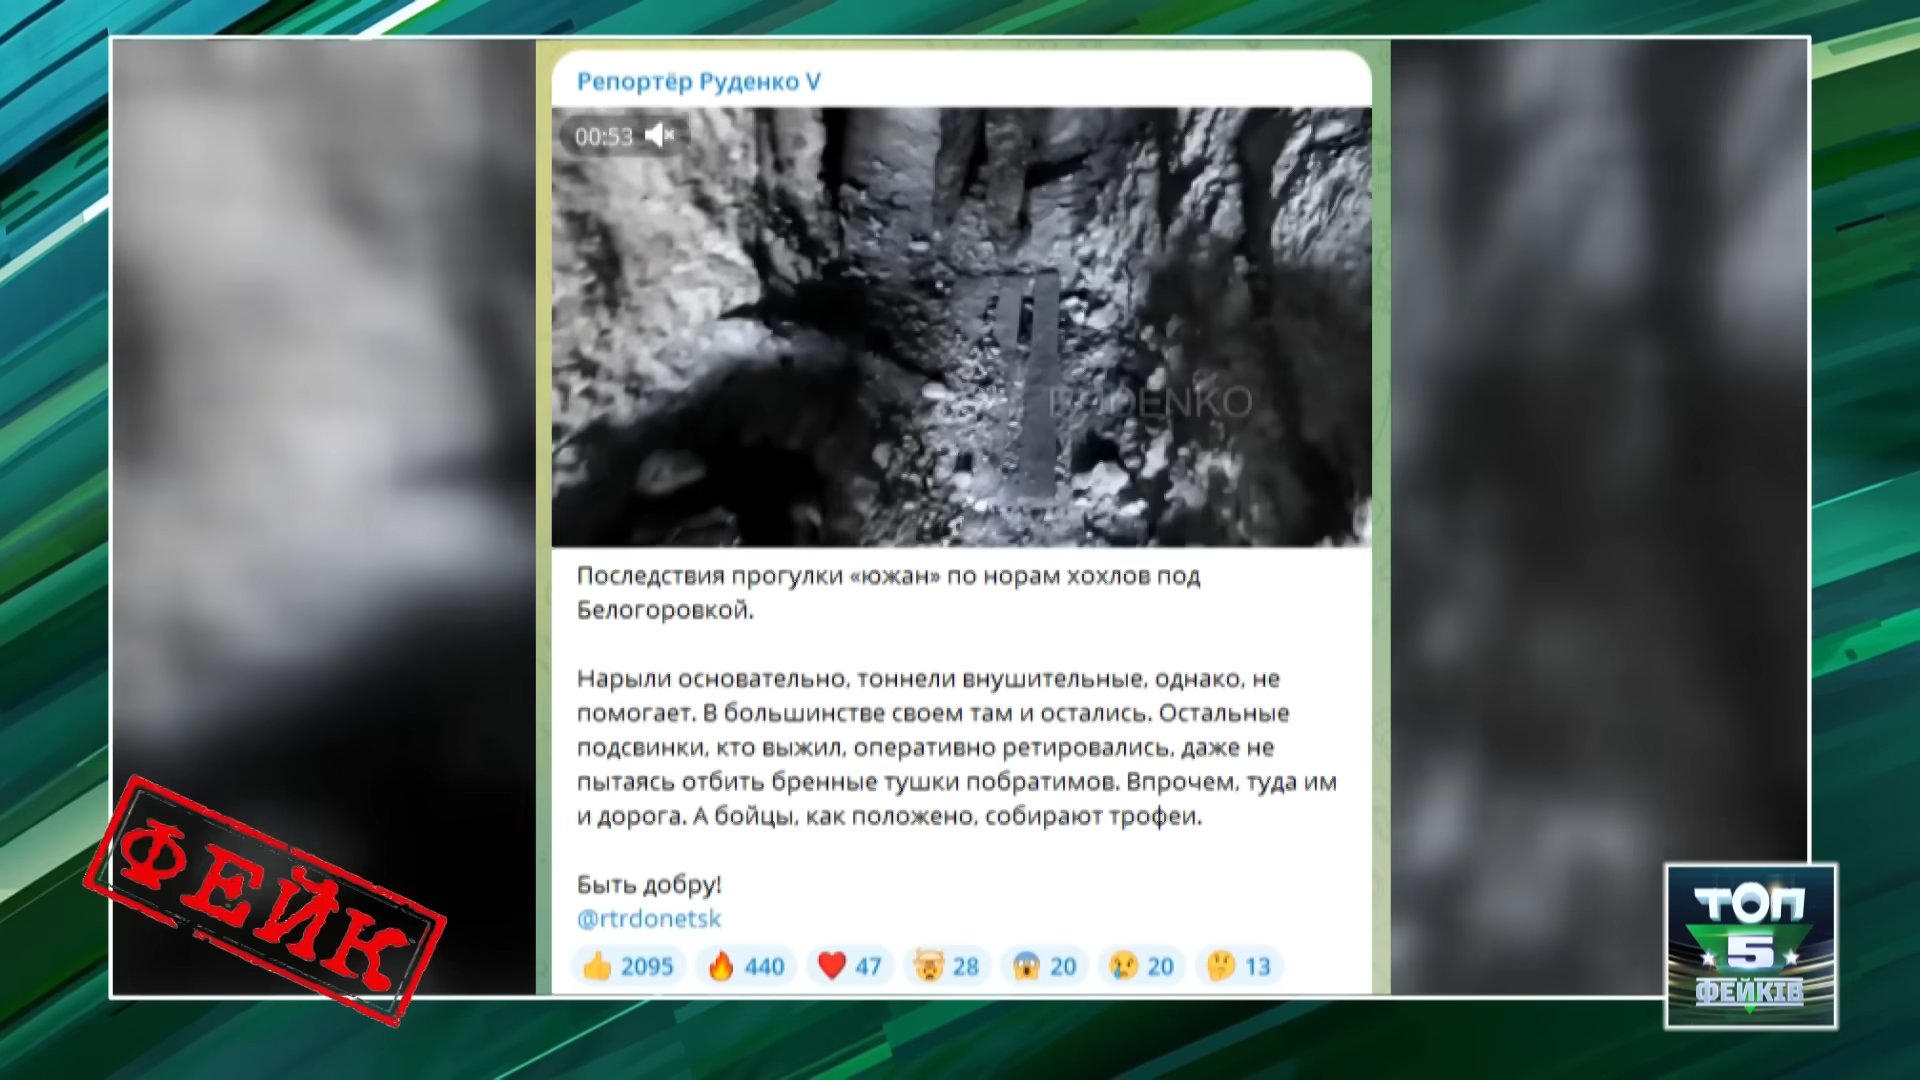 Репортёр Руденко V
00:53
RUDENKO
Последствия прогулки «южан» по норам хохлов под
Белогоровкой.
Нарыли основательно, тоннели внушительные, однако, не
помогает. В большинстве своем там и остались. Остальные
подсвинки, кто выжил, оперативно ретировались, даже не
пытаясь отбить бренные тушки побратимов. Впрочем, туда им
и дорога. А бойцы, как положено, собирают трофеи.
Быть добру!
@rtrdonetsk
2095 440 47 28 20 20 13
ФЕЙК
ТОП
5
ФЕЙКІВ